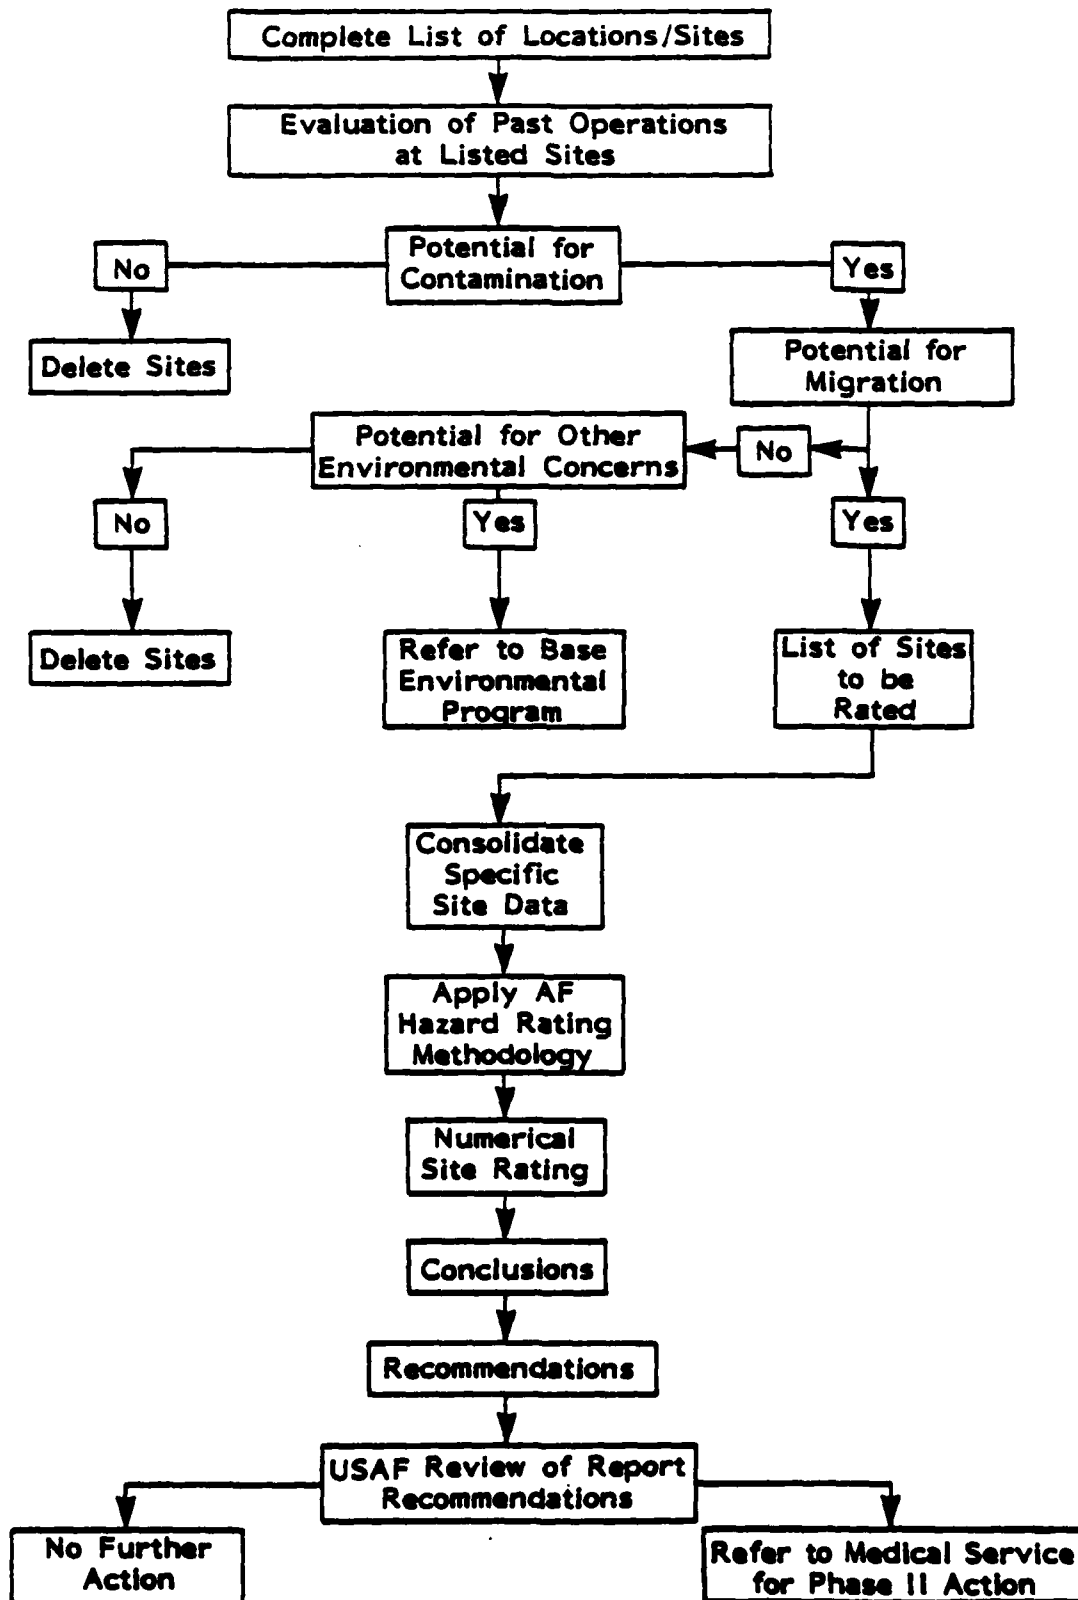 Complete List of Locations/Sites
Evaluation of Past Operations
at Listed Sites
Potential for
Contamination
No
Yes
Delete Sites
Potential for
Migration
Potential for Other
Environmental Concerns
No
No
Yes
Yes
Delete Sites
Refer to Base
Environmental
Program
List of Sites
to be
Rated
Consolidate
Specific
Site Data
Apply AF
Hazard Rating
Methodology
Numerical
Site Rating
Conclusions
Recommendations
USAF Review of Report
Recommendations
No Further
Action
Refer to Medical Service
for Phase II Action